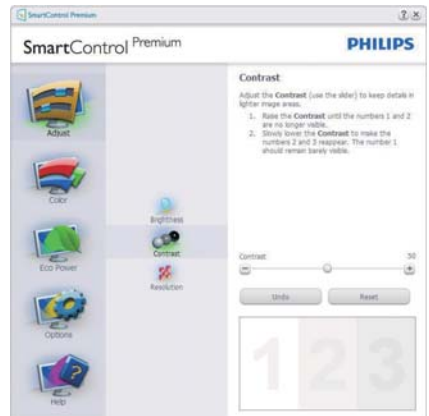 SmartControl Premium
SmartControl Premium
PHILIPS
Adjust
Color
Eco Power
Options
Help
Brightness
Contrast
Resolution
Contrast
Adjust the Contrast (use the slider) to keep details in
lighter image areas.
1. Raise the Contrast until the numbers 1 and 2
are no longer visible.
2. Slowly lower the Contrast to make the
numbers 2 and 3 reappear. The number 1
should remain barely visible.
Contrast
50
Undo
Reset
1 2 3